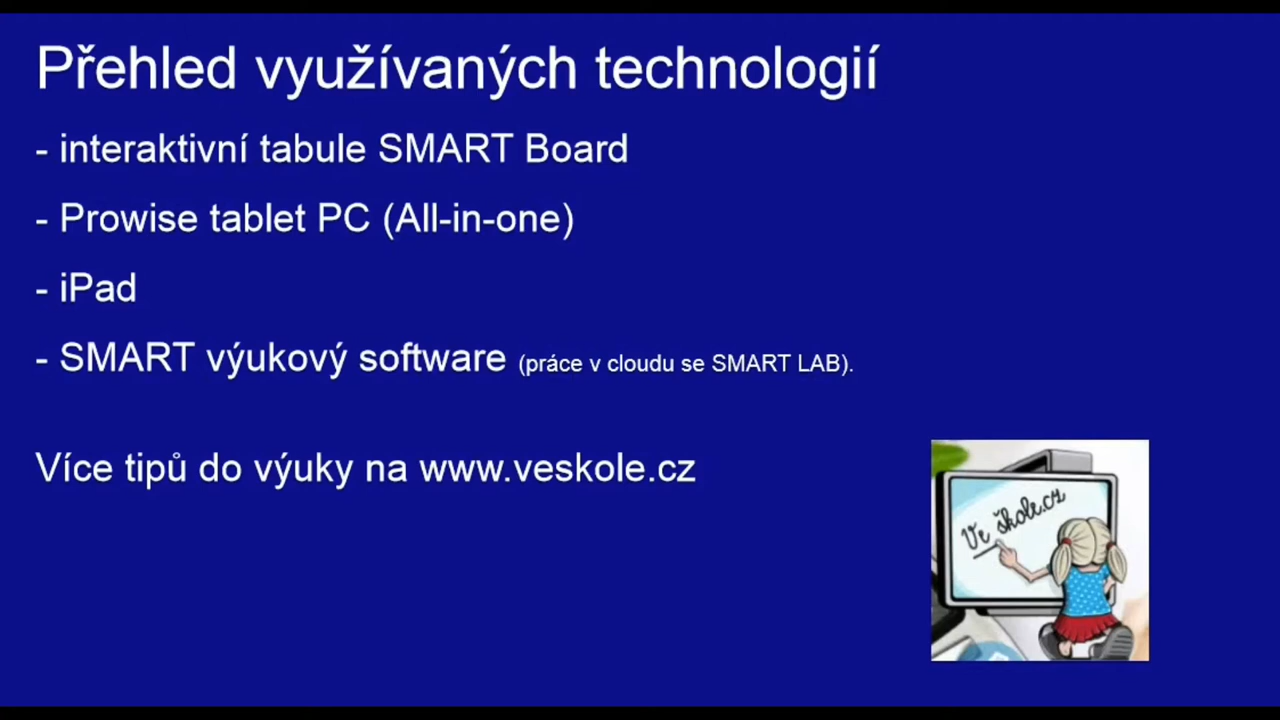 Přehled využívaných technologií
- interaktivní tabule SMART Board
- Prowise tablet PC (All-in-one)
- iPad
- SMART výukový software (práce v cloudu se SMART LAB).
Více tipů do výuky na www.veskole.cz
Ve škole.cz